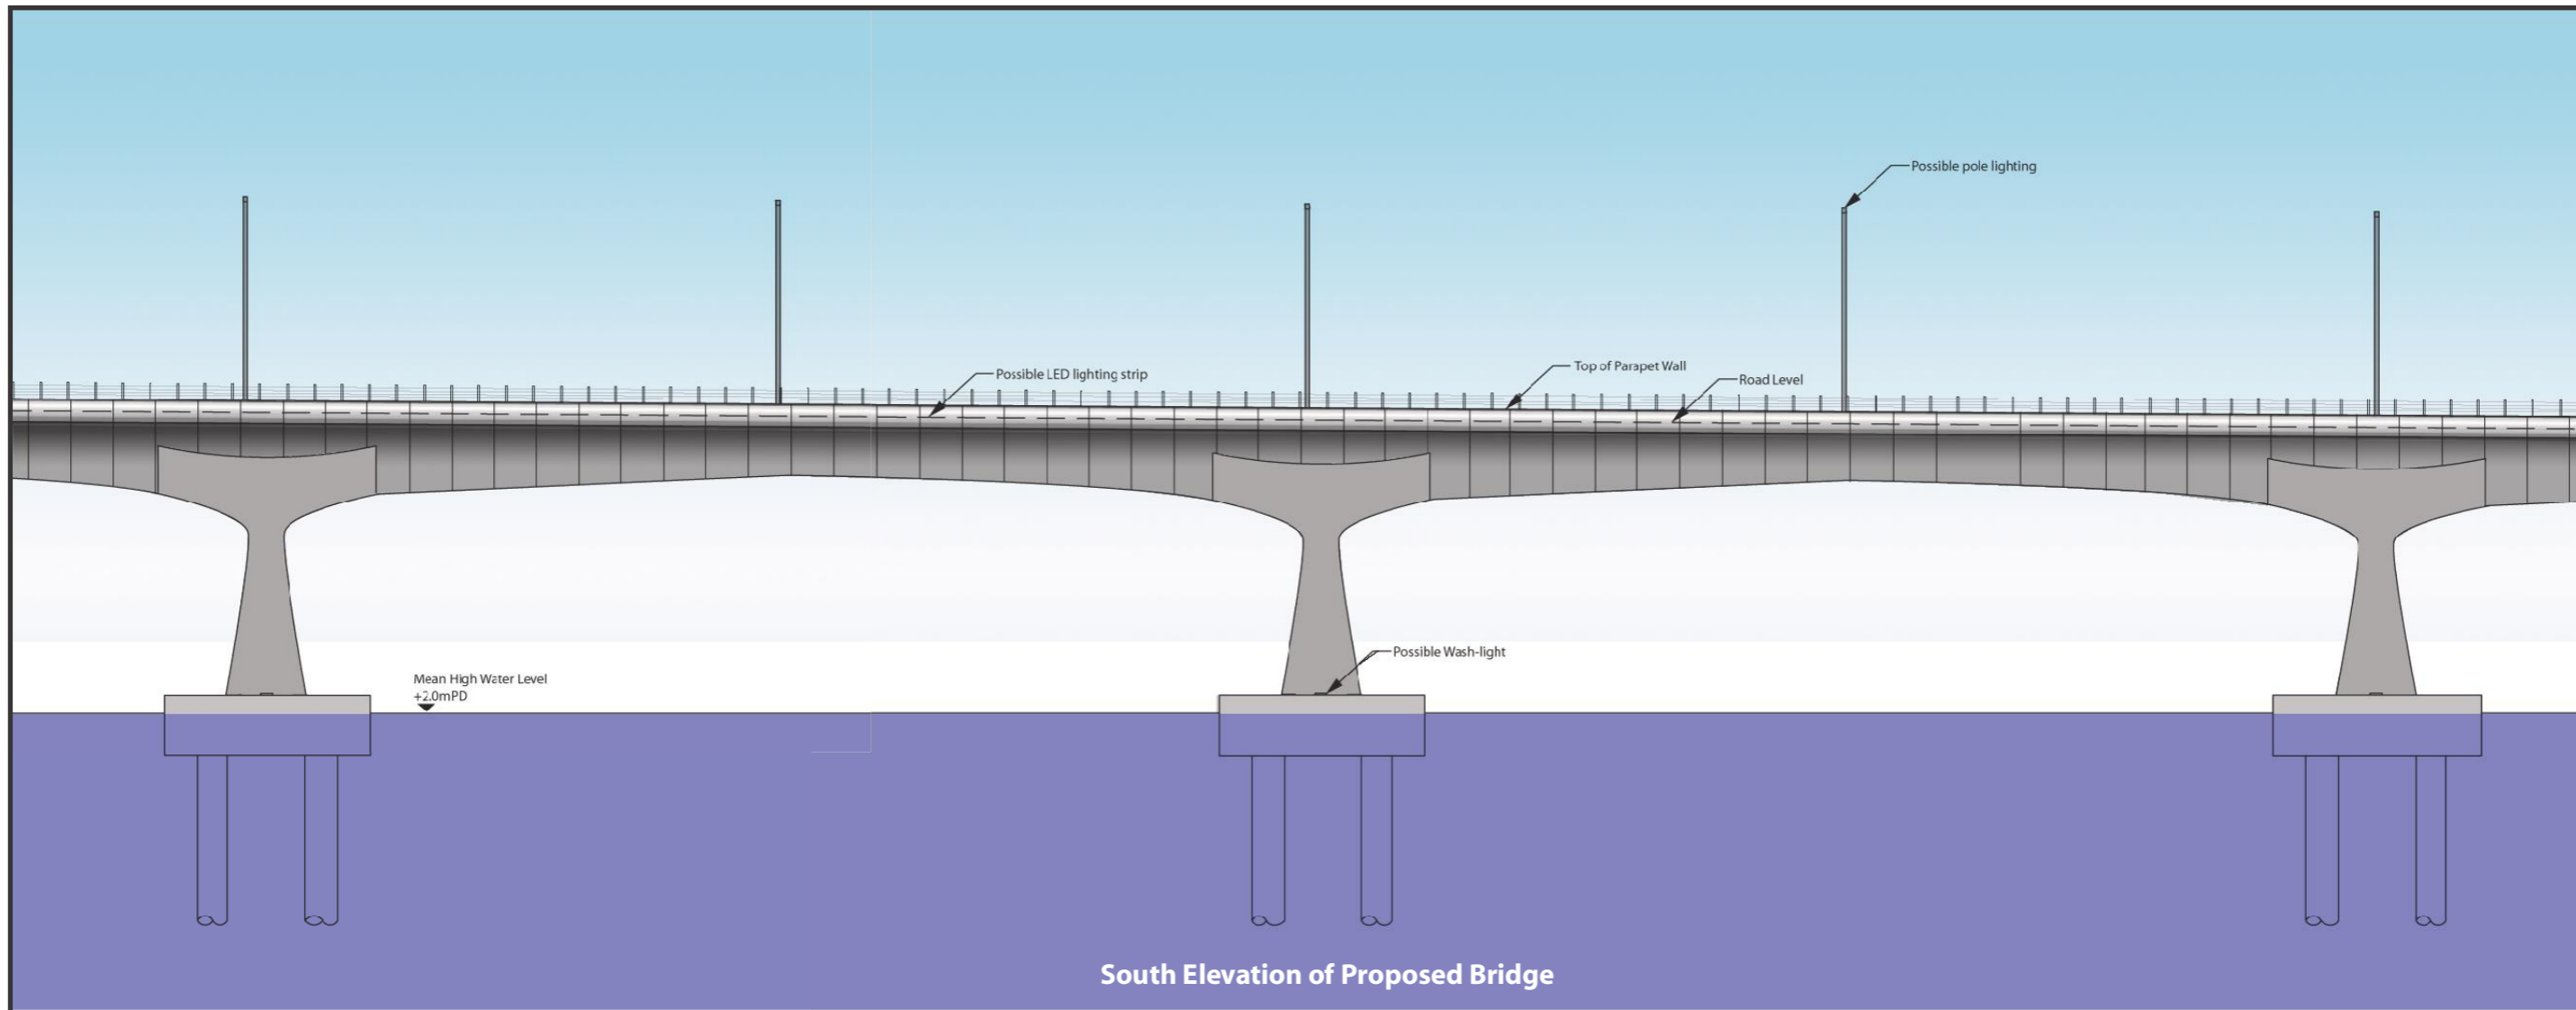 Possible pole lighting
Possible LED lighting strip
Top of Parapet Wall
Road Level
Possible Wash-light
Mean High Water Level
+2.0mPD
South Elevation of Proposed Bridge